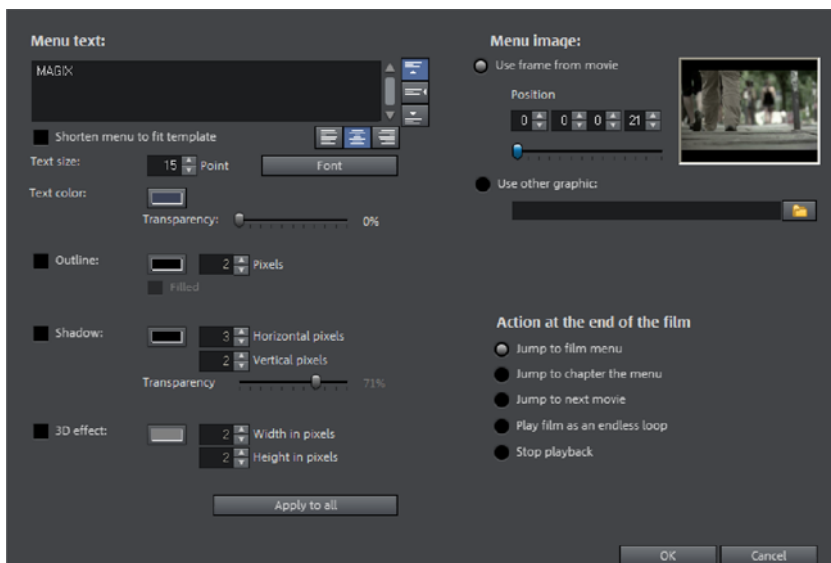 Menu text:
MAGIX
Shorten menu to fit template
Text size: 15 Point Font
Text color:
Transparency: 0%
Outline: 2 Pixels
Filled
Shadow: 3 Horizontal pixels
2 Vertical pixels
Transparency 71%
3D effect: 2 Width in pixels
2 Height in pixels
Apply to all
Menu image:
Use frame from movie
Position
0 0 0 21
Use other graphic:
Action at the end of the film
Jump to film menu
Jump to chapter the menu
Jump to next movie
Play film as an endless loop
Stop playback
OK Cancel